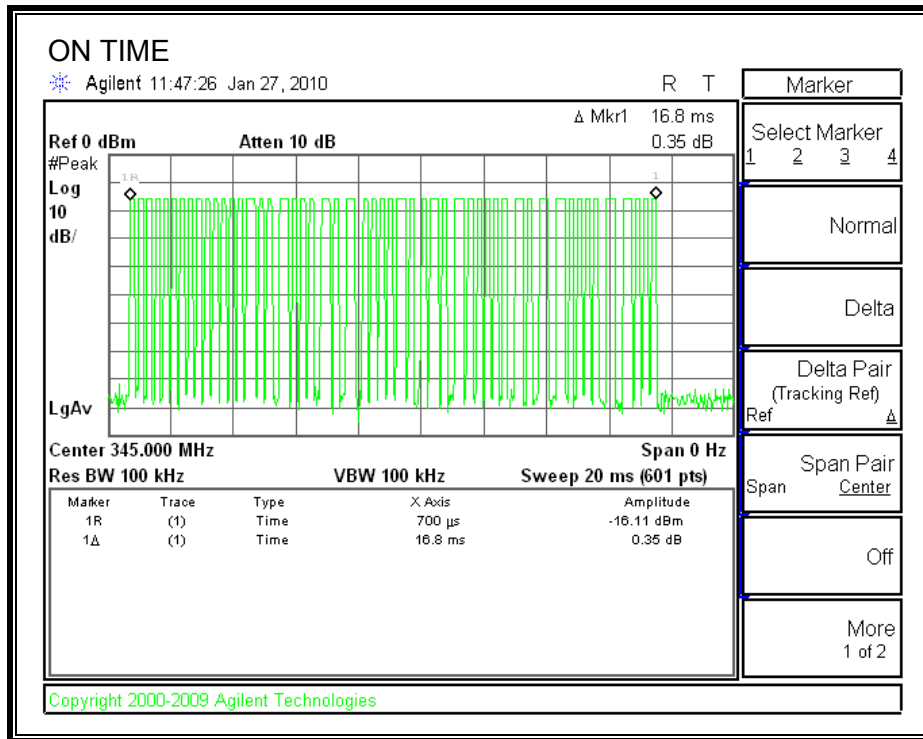 ON TIME
Agilent 11:47:26 Jan 27, 2010
R T
Δ Mkr1 16.8 ms
Ref 0 dBm Atten 10 dB 0.35 dB
#Peak
Log
10
dB/
1R
1
LgAv
Center 345.000 MHz Span 0 Hz
Res BW 100 kHz VBW 100 kHz Sweep 20 ms (601 pts)
Marker Trace Type X Axis Amplitude
1R (1) Time 700 µs -16.11 dBm
1Δ (1) Time 16.8 ms 0.35 dB
Marker
Select Marker
1 2 3 4
Normal
Delta
Delta Pair
(Tracking Ref)
Ref Δ
Span Pair
Span Center
Off
More
1 of 2
Copyright 2000-2009 Agilent Technologies